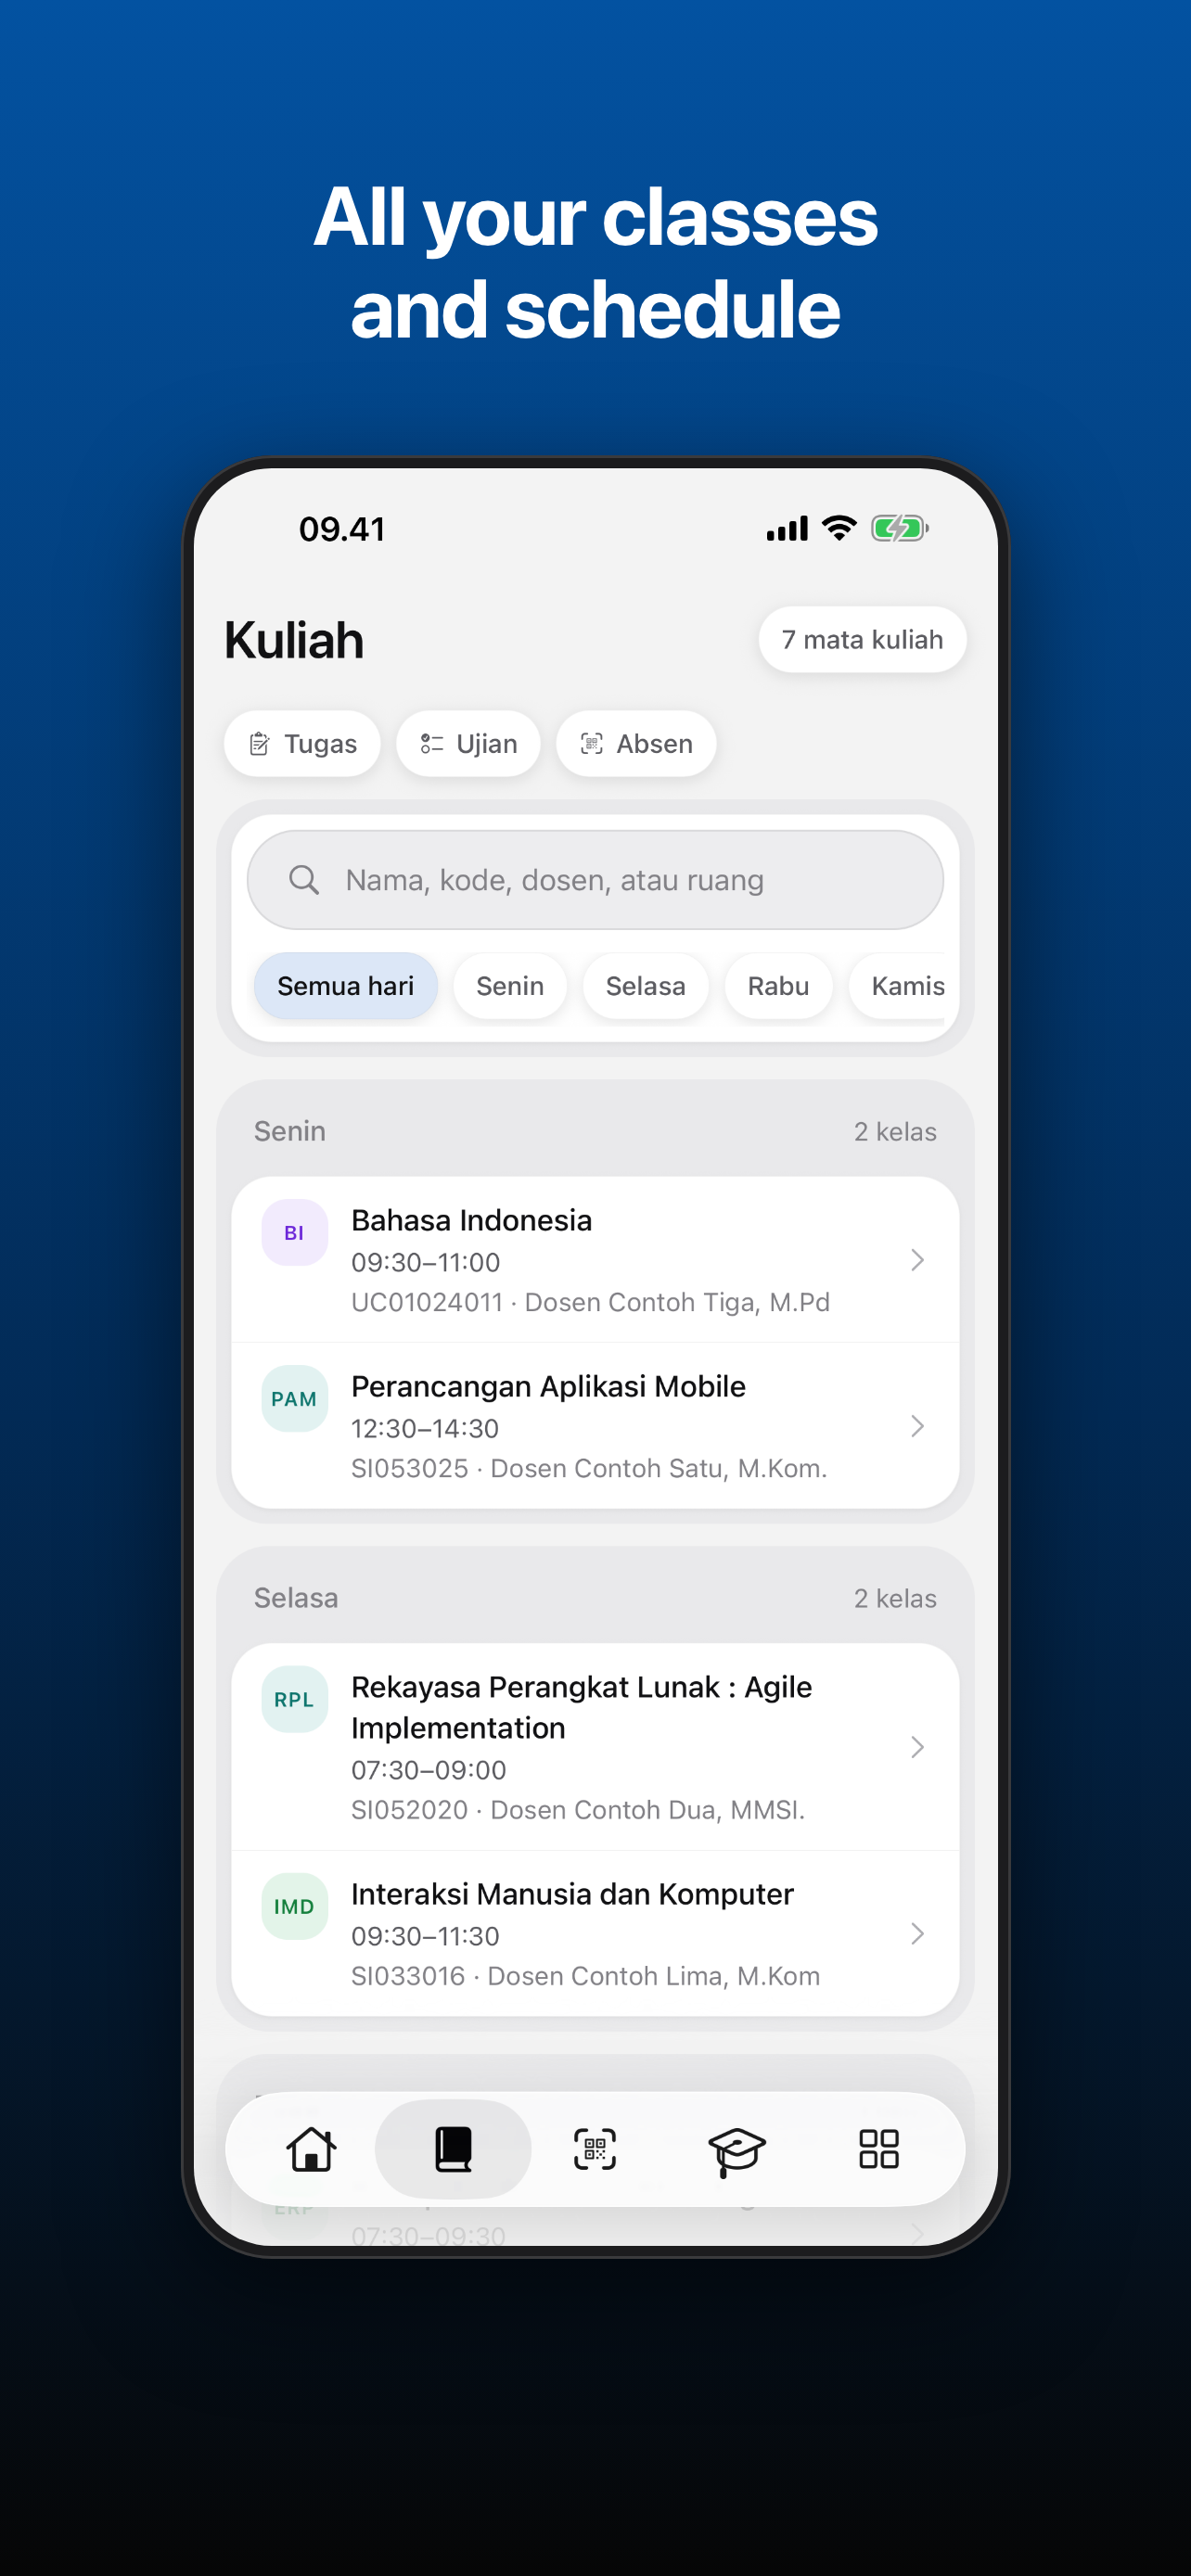 All your classes
and schedule
09.41
Kuliah
7 mata kuliah
Tugas
Ujian
Absen
Nama, kode, dosen, atau ruang
Semua hari
Senin
Selasa
Rabu
Kamis
Senin
2 kelas
BI
Bahasa Indonesia
09:30–11:00
UC01024011 · Dosen Contoh Tiga, M.Pd
PAM
Perancangan Aplikasi Mobile
12:30–14:30
SI053025 · Dosen Contoh Satu, M.Kom.
Selasa
2 kelas
RPL
Rekayasa Perangkat Lunak : Agile
Implementation
07:30–09:00
SI052020 · Dosen Contoh Dua, MMSI.
IMD
Interaksi Manusia dan Komputer
09:30–11:30
SI033016 · Dosen Contoh Lima, M.Kom
ERP
07:30–09:30